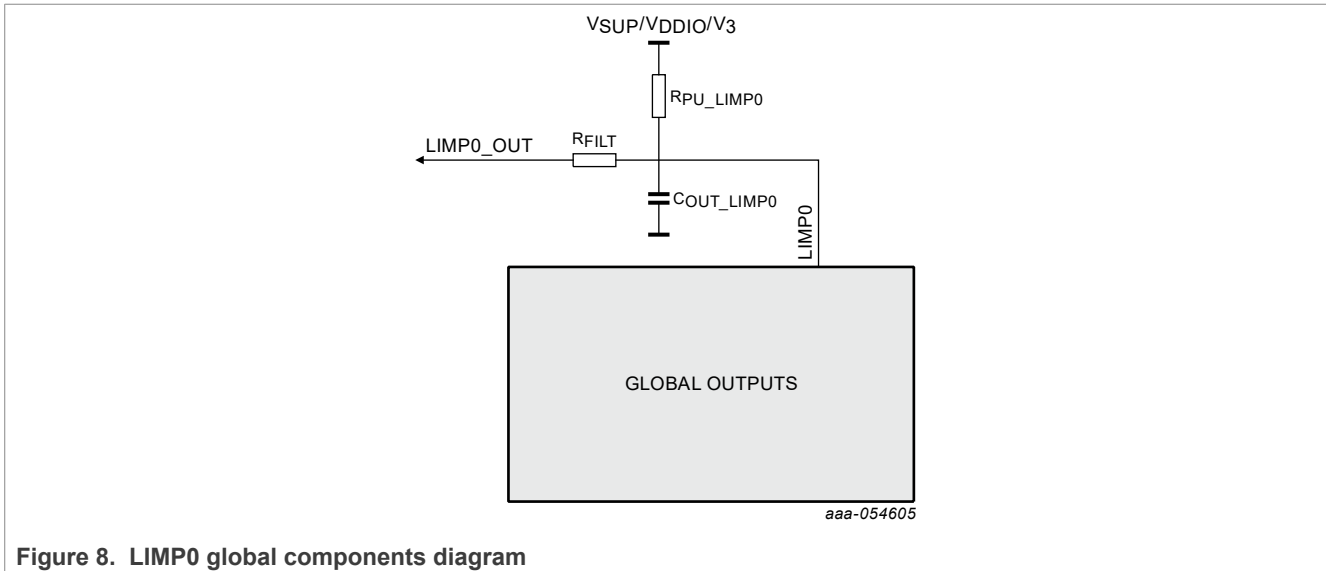 VSUP/VDDIO/V3
RPU_LIMP0
LIMP0_OUT
RFILT
COUT_LIMP0
LIMP0
GLOBAL OUTPUTS
aaa-054605
Figure 8. LIMP0 global components diagram